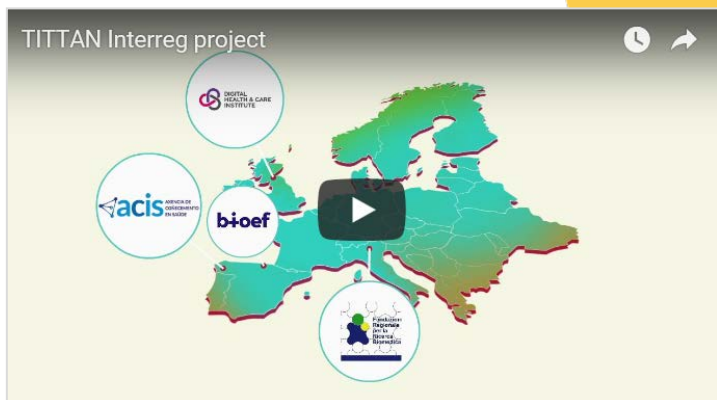 TITTAN Interreg project
DIGITAL
HEALTH & CARE
INSTITUTE
acis
AXENCIA DE
COÑECEMENTO
EN SAÚDE
bioef
Fondazione
Regionale
per la
Ricerca
Biomedica